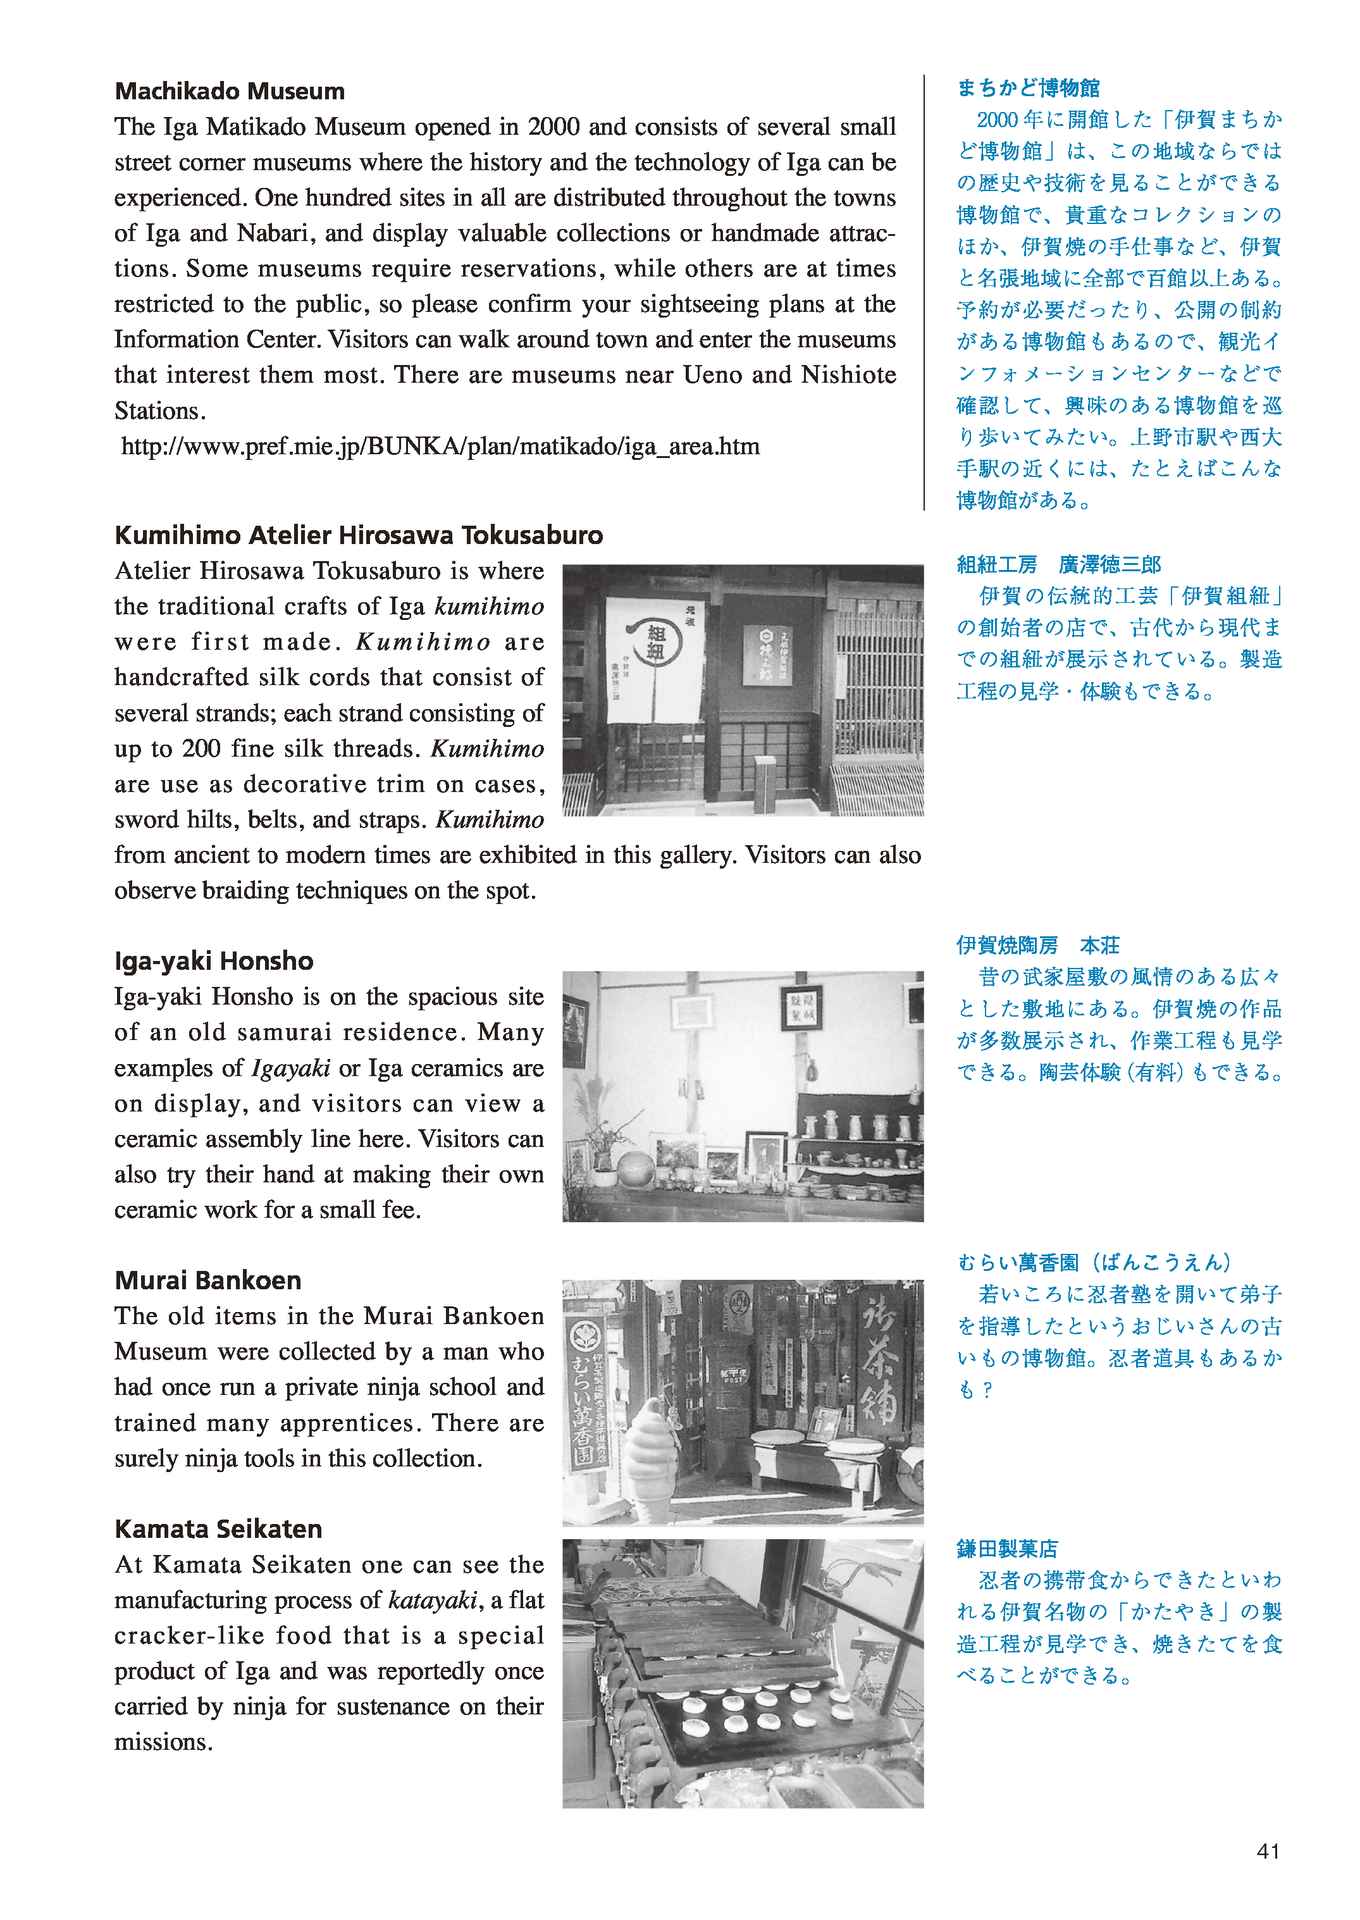 Machikado Museum
The Iga Matikado Museum opened in 2000 and consists of several small
street corner museums where the history and the technology of Iga can be
experienced. One hundred sites in all are distributed throughout the towns
of Iga and Nabari, and display valuable collections or handmade attrac-
tions. Some museums require reservations, while others are at times
restricted to the public, so please confirm your sightseeing plans at the
Information Center. Visitors can walk around town and enter the museums
that interest them most. There are museums near Ueno and Nishiote
Stations.
http://www.pref.mie.jp/BUNKA/plan/matikado/iga_area.htm
まちかど博物館
2000年に開館した「伊賀まちか
ど博物館」は、この地域ならでは
の歴史や技術を見ることができる
博物館で、貴重なコレクションの
ほか、伊賀焼の手仕事など、伊賀
と名張地域に全部で百館以上ある。
予約が必要だったり、公開の制約
がある博物館もあるので、観光イ
ンフォメーションセンターなどで
確認して、興味のある博物館を巡
り歩いてみたい。上野市駅や西大
手駅の近くには、たとえばこんな
博物館がある。
Kumihimo Atelier Hirosawa Tokusaburo
Atelier Hirosawa Tokusaburo is where
the traditional crafts of Iga kumihimo
were first made. Kumihimo are
handcrafted silk cords that consist of
several strands; each strand consisting of
up to 200 fine silk threads. Kumihimo
are use as decorative trim on cases,
sword hilts, belts, and straps. Kumihimo
from ancient to modern times are exhibited in this gallery. Visitors can also
observe braiding techniques on the spot.
元祖
組紐
組紐工房　廣澤徳三郎
伊賀の伝統的工芸「伊賀組紐」
の創始者の店で、古代から現代ま
での組紐が展示されている。製造
工程の見学・体験もできる。
Iga-yaki Honsho
Iga-yaki Honsho is on the spacious site
of an old samurai residence. Many
examples of Igayaki or Iga ceramics are
on display, and visitors can view a
ceramic assembly line here. Visitors can
also try their hand at making their own
ceramic work for a small fee.
伊賀焼陶房　本荘
昔の武家屋敷の風情のある広々
とした敷地にある。伊賀焼の作品
が多数展示され、作業工程も見学
できる。陶芸体験（有料）もできる。
Murai Bankoen
The old items in the Murai Bankoen
Museum were collected by a man who
had once run a private ninja school and
trained many apprentices. There are
surely ninja tools in this collection.
むらい萬香園
郵便
POST
御茶舗
むらい萬香園（ばんこうえん）
若いころに忍者塾を開いて弟子
を指導したというおじいさんの古
いもの博物館。忍者道具もあるか
も？
Kamata Seikaten
At Kamata Seikaten one can see the
manufacturing process of katayaki, a flat
cracker-like food that is a special
product of Iga and was reportedly once
carried by ninja for sustenance on their
missions.
鎌田製菓店
忍者の携帯食からできたといわ
れる伊賀名物の「かたやき」の製
造工程が見学でき、焼きたてを食
べることができる。
41